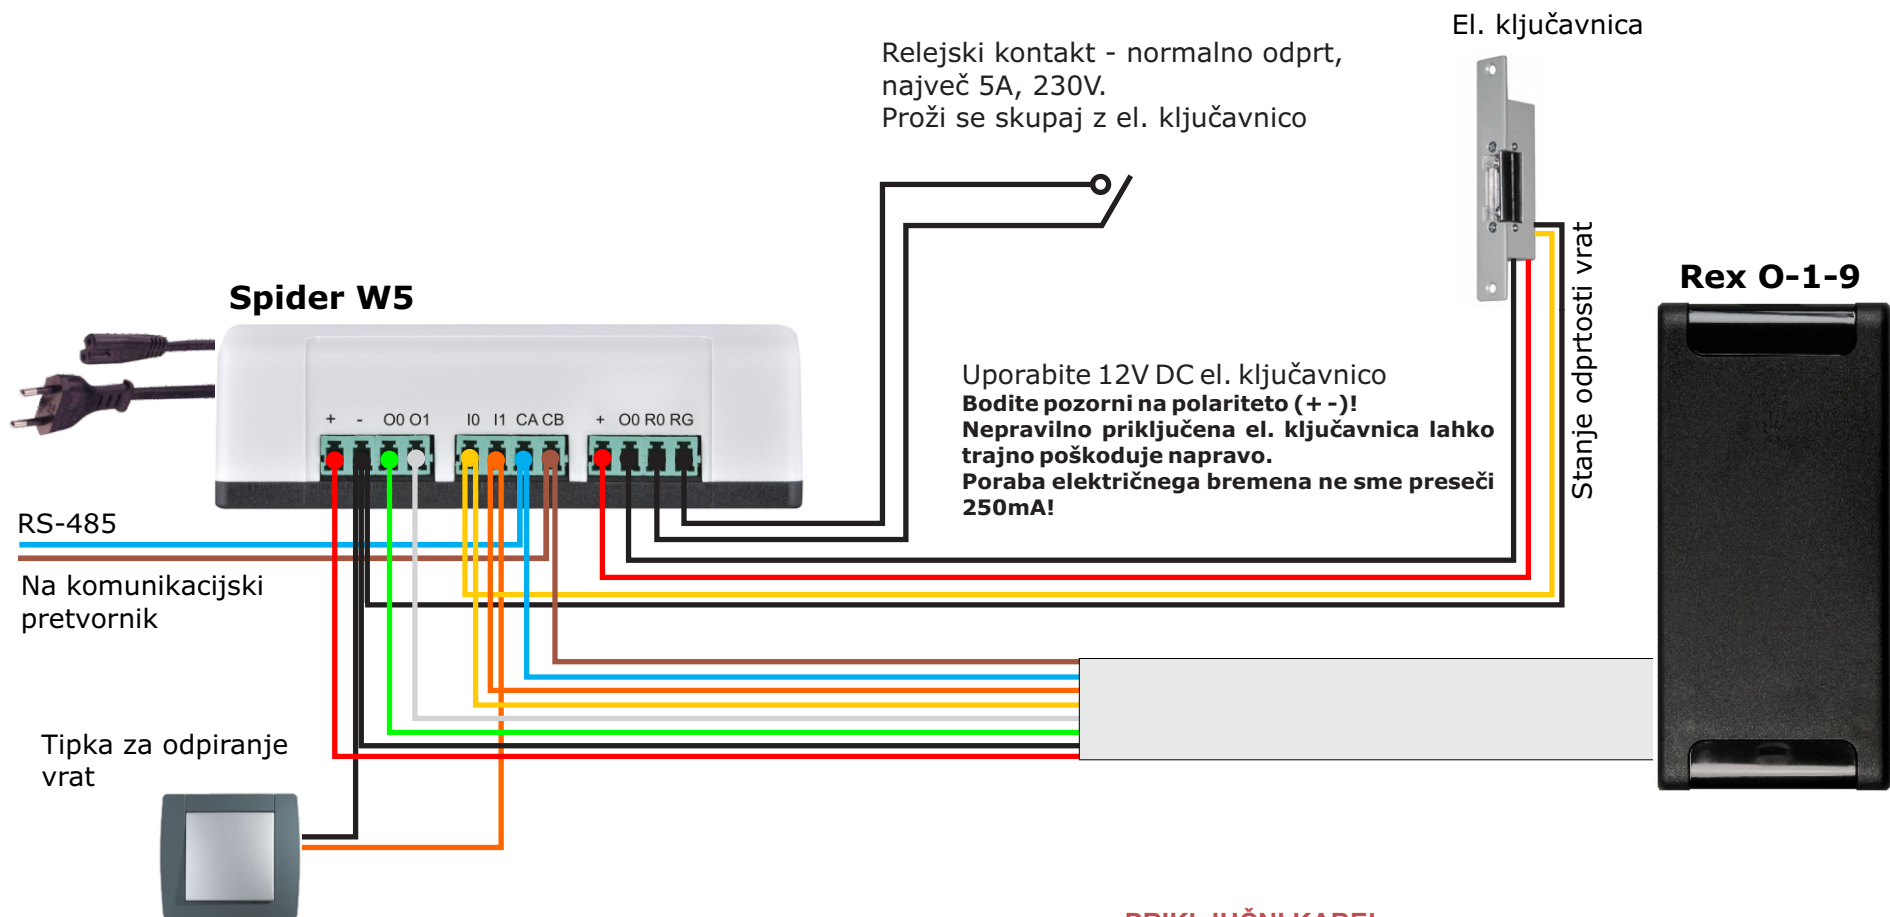 El. ključavnica
Relejski kontakt - normalno odprt,
največ 5A, 230V.
Proži se skupaj z el. ključavnico
Stanje odprtosti vrat
Rex O-1-9
Spider W5
Uporabite 12V DC el. ključavnico
Bodite pozorni na polariteto (+ -)!
Nepravilno priključena el. ključavnica lahko
trajno poškoduje napravo.
Poraba električnega bremena ne sme preseči
250mA!
+ - O0 O1 I0 I1 CA CB + O0 R0 RG
RS-485
Na komunikacijski
pretvornik
Tipka za odpiranje
vrat
PRIKLJUČNI KABEL